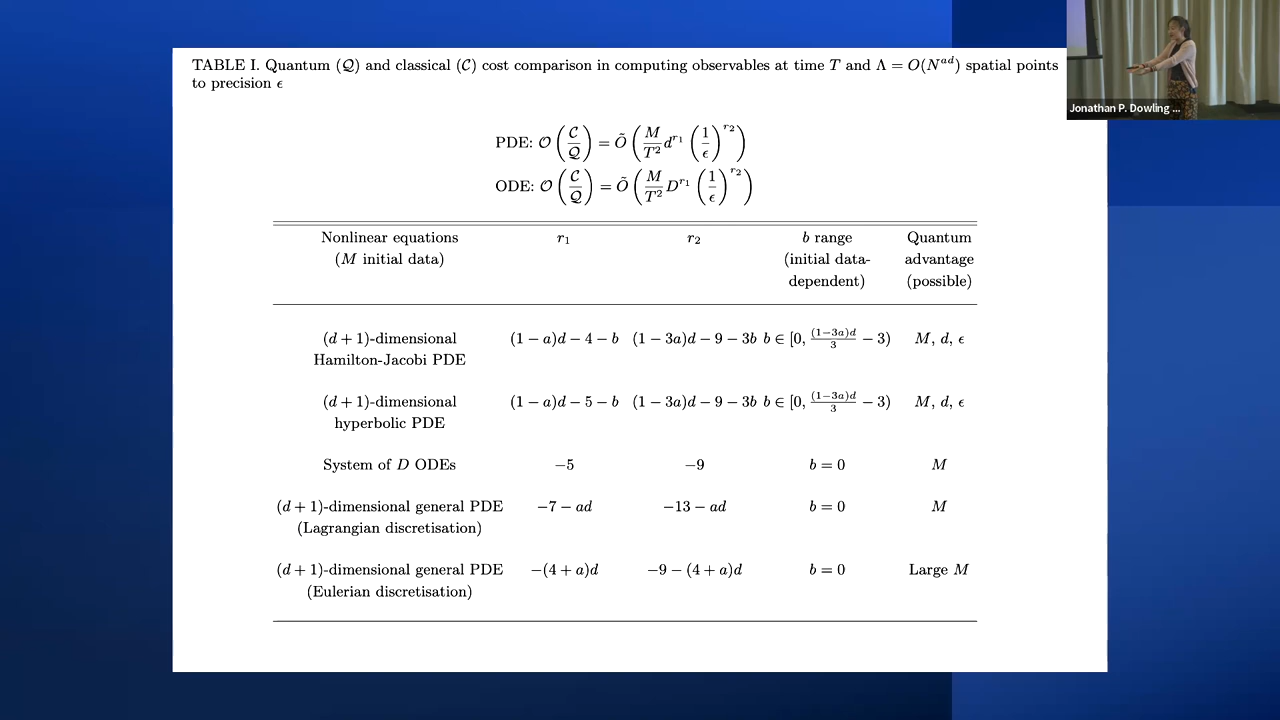 TABLE I. Quantum (𝒬) and classical (𝒞) cost comparison in computing observables at time T and Λ = O(N^{ad}) spatial points
to precision ϵ
PDE: 𝒪(𝒞/𝒬) = Õ(M/T² d^{r₁} (1/ϵ)^{r₂})
ODE: 𝒪(𝒞/𝒬) = Õ(M/T² D^{r₁} (1/ϵ)^{r₂})
Nonlinear equations r₁ r₂ b range Quantum
(M initial data) (initial data- advantage
dependent) (possible)
(d + 1)-dimensional (1 − a)d − 4 − b (1 − 3a)d − 9 − 3b b ∈ [0, (1−3a)d/3 − 3) M, d, ϵ
Hamilton-Jacobi PDE
(d + 1)-dimensional (1 − a)d − 5 − b (1 − 3a)d − 9 − 3b b ∈ [0, (1−3a)d/3 − 3) M, d, ϵ
hyperbolic PDE
System of D ODEs −5 −9 b = 0 M
(d + 1)-dimensional general PDE −7 − ad −13 − ad b = 0 M
(Lagrangian discretisation)
(d + 1)-dimensional general PDE −(4 + a)d −9 − (4 + a)d b = 0 Large M
(Eulerian discretisation)
Jonathan P. Dowling ...